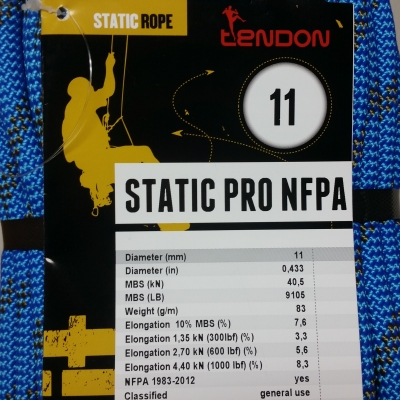 STATIC ROPE
tENDON
11
STATIC PRO NFPA
Diameter (mm) 11
Diameter (in) 0,433
MBS (kN) 40,5
MBS (LB) 9105
Weight (g/m) 83
Elongation 10% MBS (%) 7,6
Elongation 1,35 kN (300lbf) (%) 3,3
Elongation 2,70 kN (600 lbf) (%) 5,6
Elongation 4,40 kN (1000 lbf) (%) 8,3
NFPA 1983-2012 yes
Classified general use